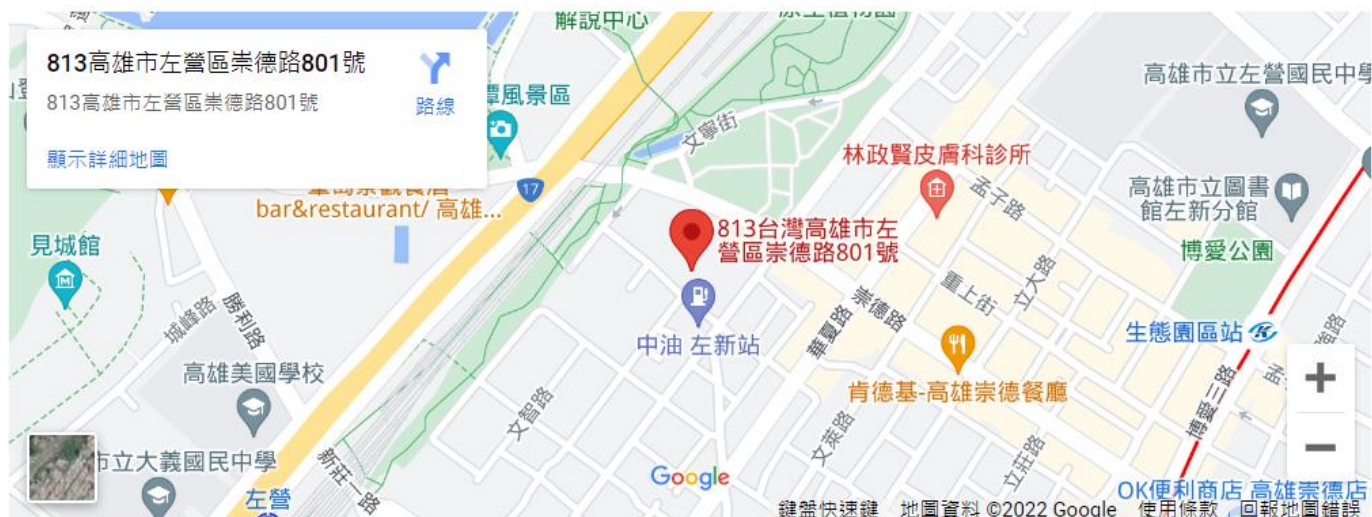 813高雄市左營區崇德路801號
813高雄市左營區崇德路801號
路線
顯示詳細地圖
解說中心
潭風景區
文寧街
高雄市立左營國民中學
林政賢皮膚科診所
孟子路
高雄市立圖書
館左新分館
17
bar&restaurant/ 高雄...
813台灣高雄市左
營區崇德路801號
博愛公園
見城館
立大路
重上街
城峰路
勝利路
崇德路
華夏路
中油 左新站
生態園區站
高雄美國學校
肯德基-高雄崇德餐廳
博愛三路
文智路
文萊路
立莊路
市立大義國民中學
新莊一路
左營
Google
OK便利商店 高雄崇德店
鍵盤快速鍵
地圖資料 ©2022 Google
使用條款
回報地圖錯誤